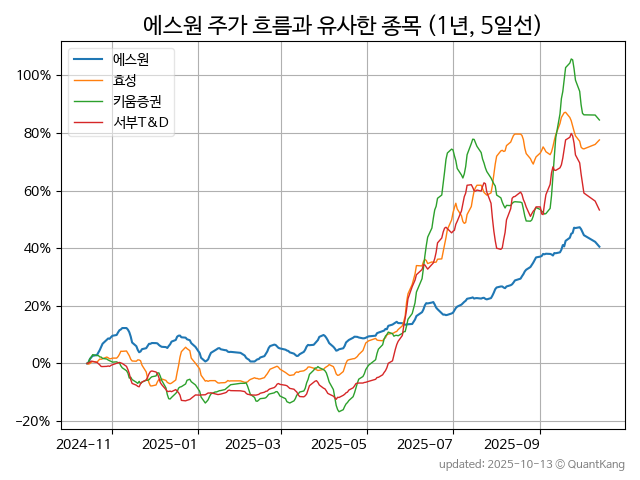 에스원 주가 흐름과 유사한 종목 (1년, 5일선)
에스원
효성
키움증권
서부T&D
100%
80%
60%
40%
20%
0%
−20%
2024-11
2025-01
2025-03
2025-05
2025-07
2025-09
updated: 2025-10-13 ⓒ QuantKang